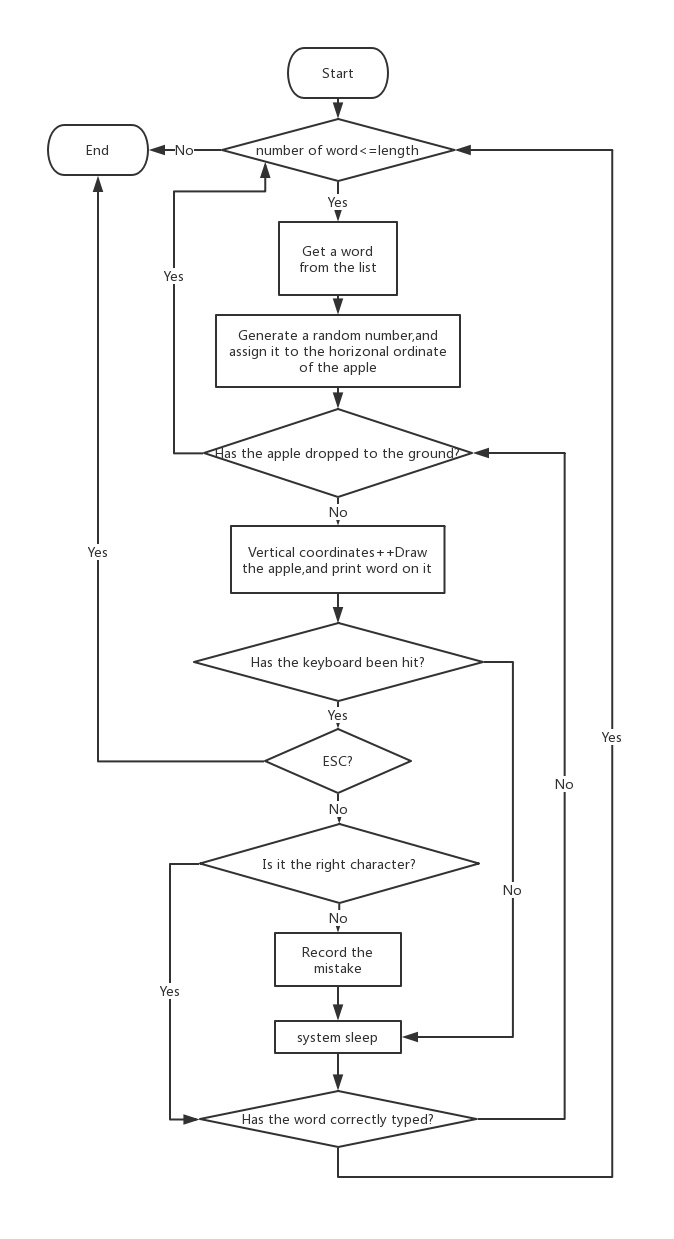 Start
End
No
number of word<=length
Yes
Get a word
from the list
Yes
Generate a random number,and
assign it to the horizonal ordinate
of the apple
Has the apple dropped to the ground?
No
Vertical coordinates++Draw
the apple,and print word on it
Yes
Has the keyboard been hit?
Yes
Yes
ESC?
No
No
Is it the right character?
No
No
Record the
mistake
Yes
system sleep
Has the word correctly typed?